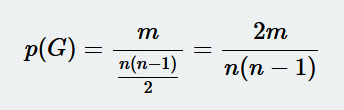 p(G) = m / (n(n−1) / 2) = 2m / n(n − 1)